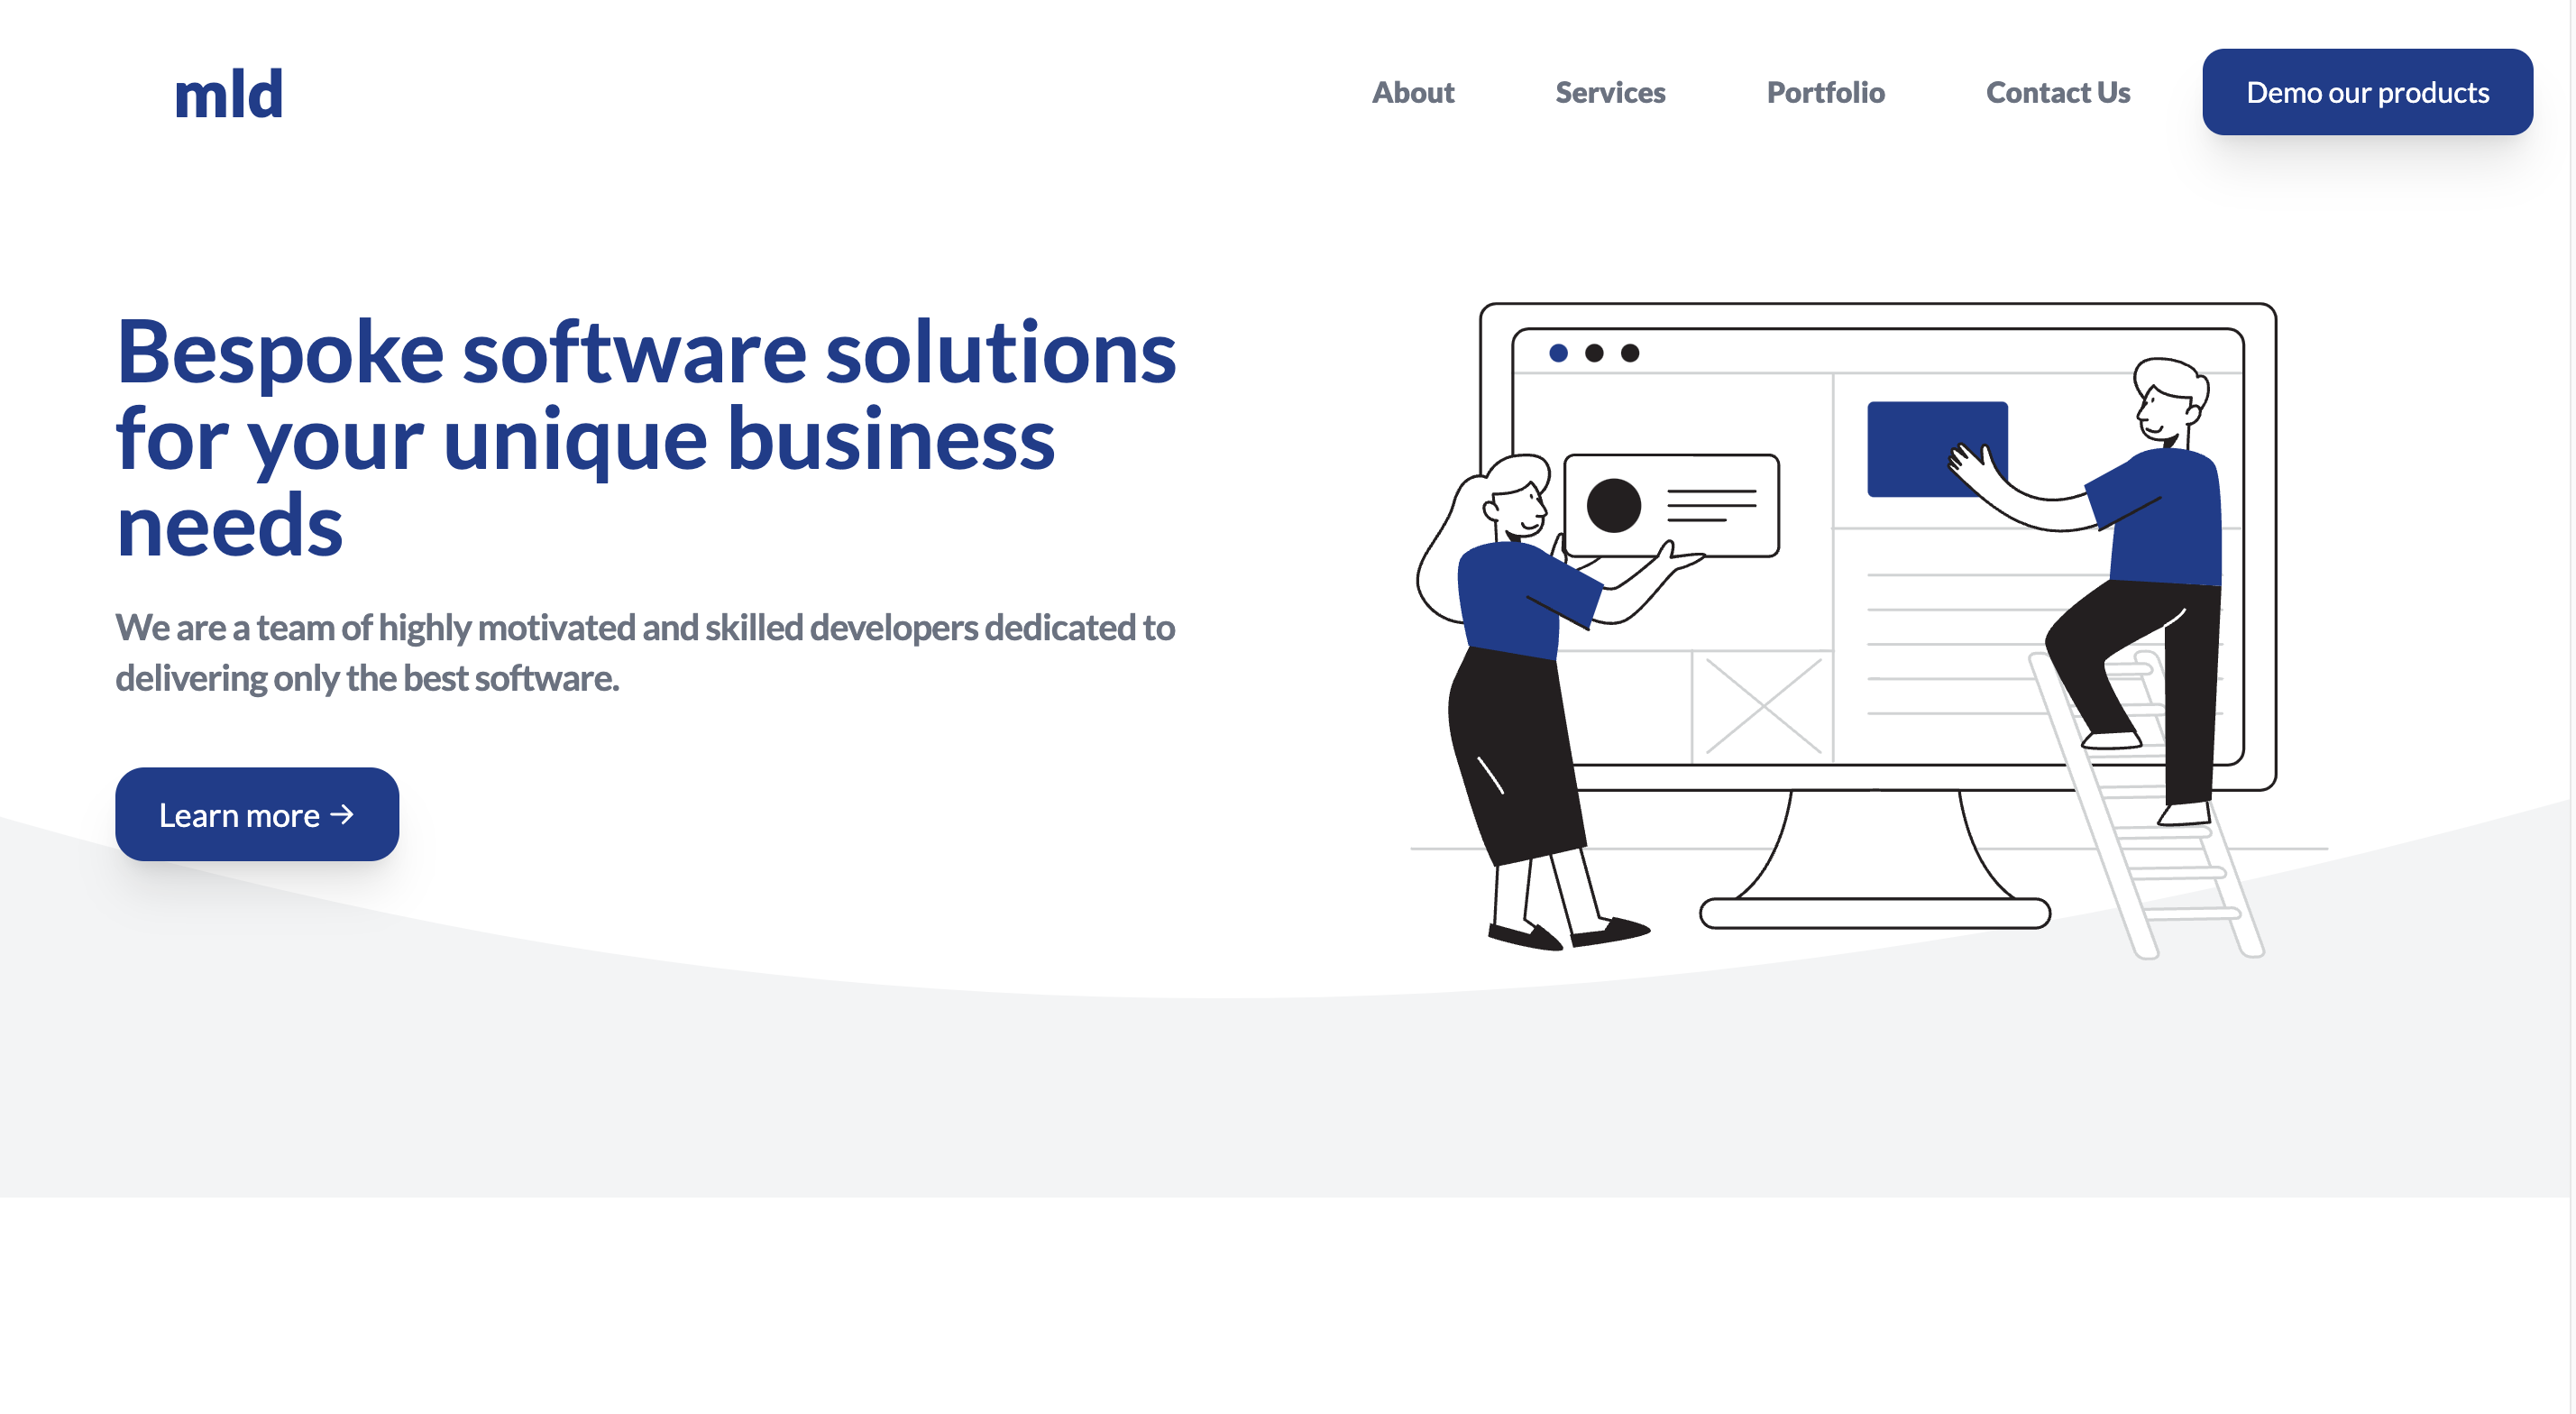 mld
About
Services
Portfolio
Contact Us
Demo our products
Bespoke software solutions
for your unique business
needs
We are a team of highly motivated and skilled developers dedicated to
delivering only the best software.
Learn more →